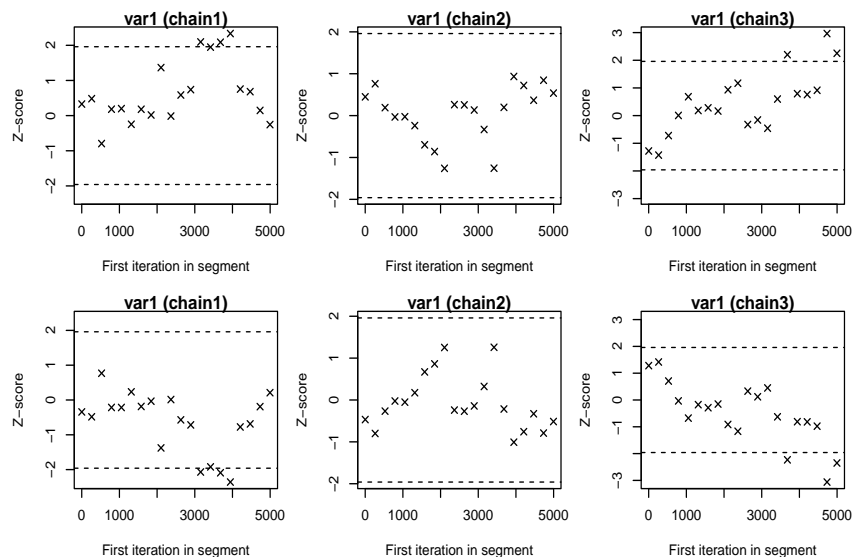 var1 (chain1)
Z−score
2
1
0
−1
−2
0 1000 3000 5000
First iteration in segment
var1 (chain2)
Z−score
2
1
0
−1
−2
0 1000 3000 5000
First iteration in segment
var1 (chain3)
Z−score
3
2
1
0
−1
−3
0 1000 3000 5000
First iteration in segment
var1 (chain1)
Z−score
2
1
0
−1
−2
0 1000 3000 5000
First iteration in segment
var1 (chain2)
Z−score
2
1
0
−1
−2
0 1000 3000 5000
First iteration in segment
var1 (chain3)
Z−score
3
2
1
0
−1
−3
0 1000 3000 5000
First iteration in segment